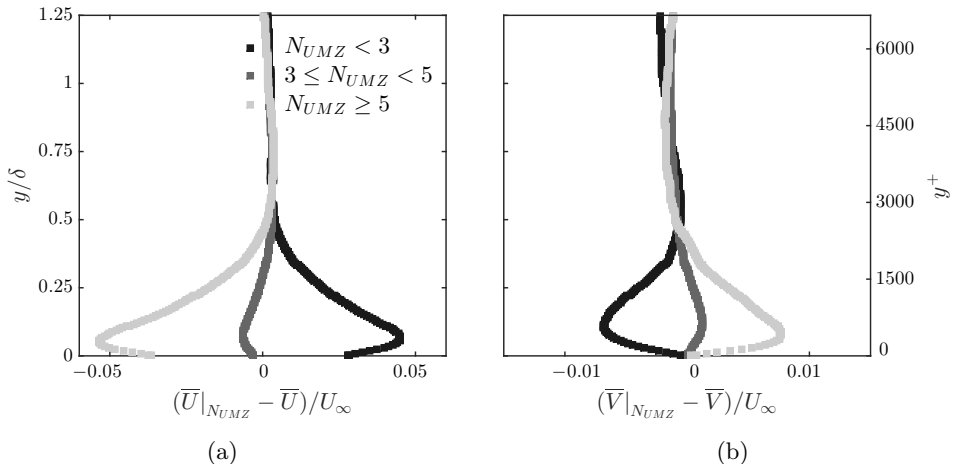 1.25
1
0.75
0.5
0.25
0
y/δ
N_{UMZ} < 3
3 ≤ N_{UMZ} < 5
N_{UMZ} ≥ 5
−0.05 0 0.05
(\overline{U}|_{N_{UMZ}} − \overline{U})/U_∞
(a)
6000
4500
3000
1500
0
y^+
−0.01 0 0.01
(\overline{V}|_{N_{UMZ}} − \overline{V})/U_∞
(b)